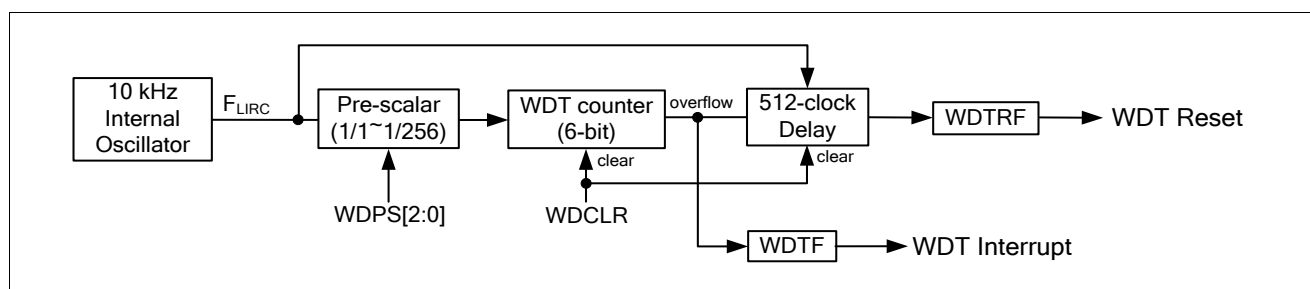 10 kHz
Internal
Oscillator
FLIRC
Pre-scalar
(1/1~1/256)
WDT counter
(6-bit)
overflow
512-clock
Delay
WDTRF
WDT Reset
clear
clear
WDPS[2:0]
WDCLR
WDTF
WDT Interrupt